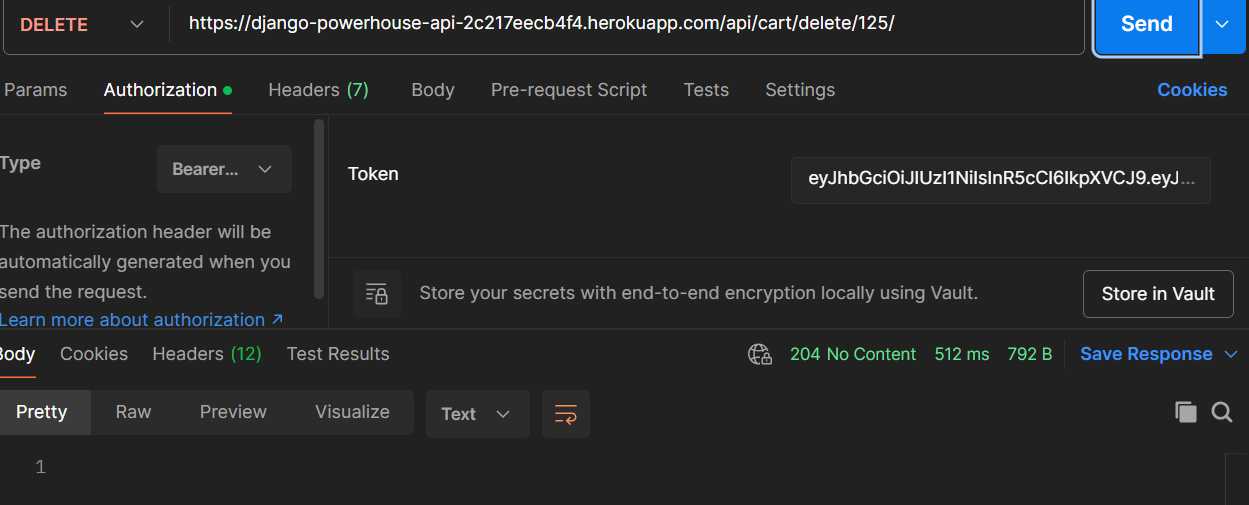 DELETE https://django-powerhouse-api-2c217eecb4f4.herokuapp.com/api/cart/delete/125/ Send
Params Authorization Headers (7) Body Pre-request Script Tests Settings Cookies
Type Bearer... Token eyJhbGciOiJIUzI1NiIsInR5cCI6IkpXVCJ9.eyJ...
The authorization header will be
automatically generated when you
send the request.
Learn more about authorization ↗
Store your secrets with end-to-end encryption locally using Vault. Store in Vault
Body Cookies Headers (12) Test Results 204 No Content 512 ms 792 B Save Response
Pretty Raw Preview Visualize Text
1